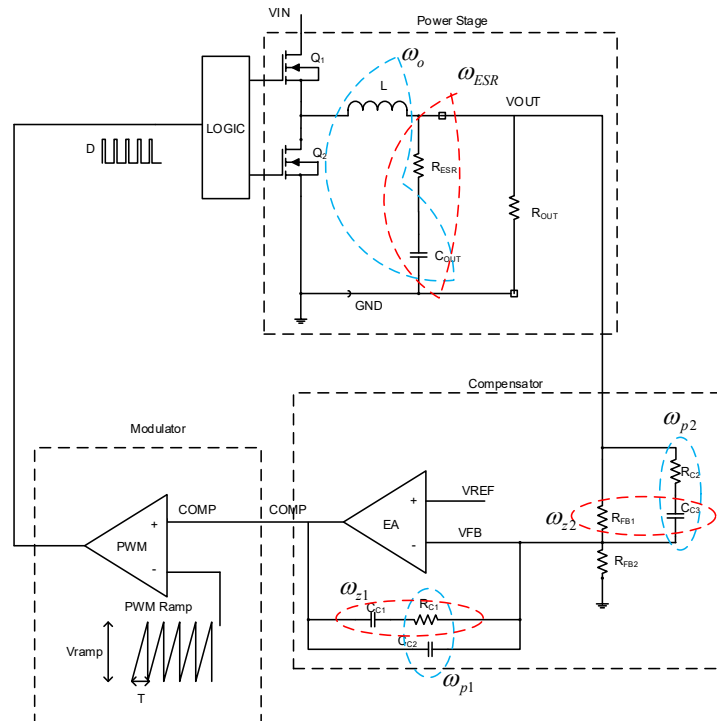 VIN
Power Stage
Q1
ωo
ωESR
L
VOUT
LOGIC
D
Q2
RESR
ROUT
COUT
GND
Compensator
Modulator
ωp2
RC2
VREF
COMP
COMP
+
EA
CC3
+
VFB
ωz2
RFB1
PWM
-
-
RFB2
ωz1
PWM Ramp
CC1
RC1
CC2
Vramp
ωp1
T